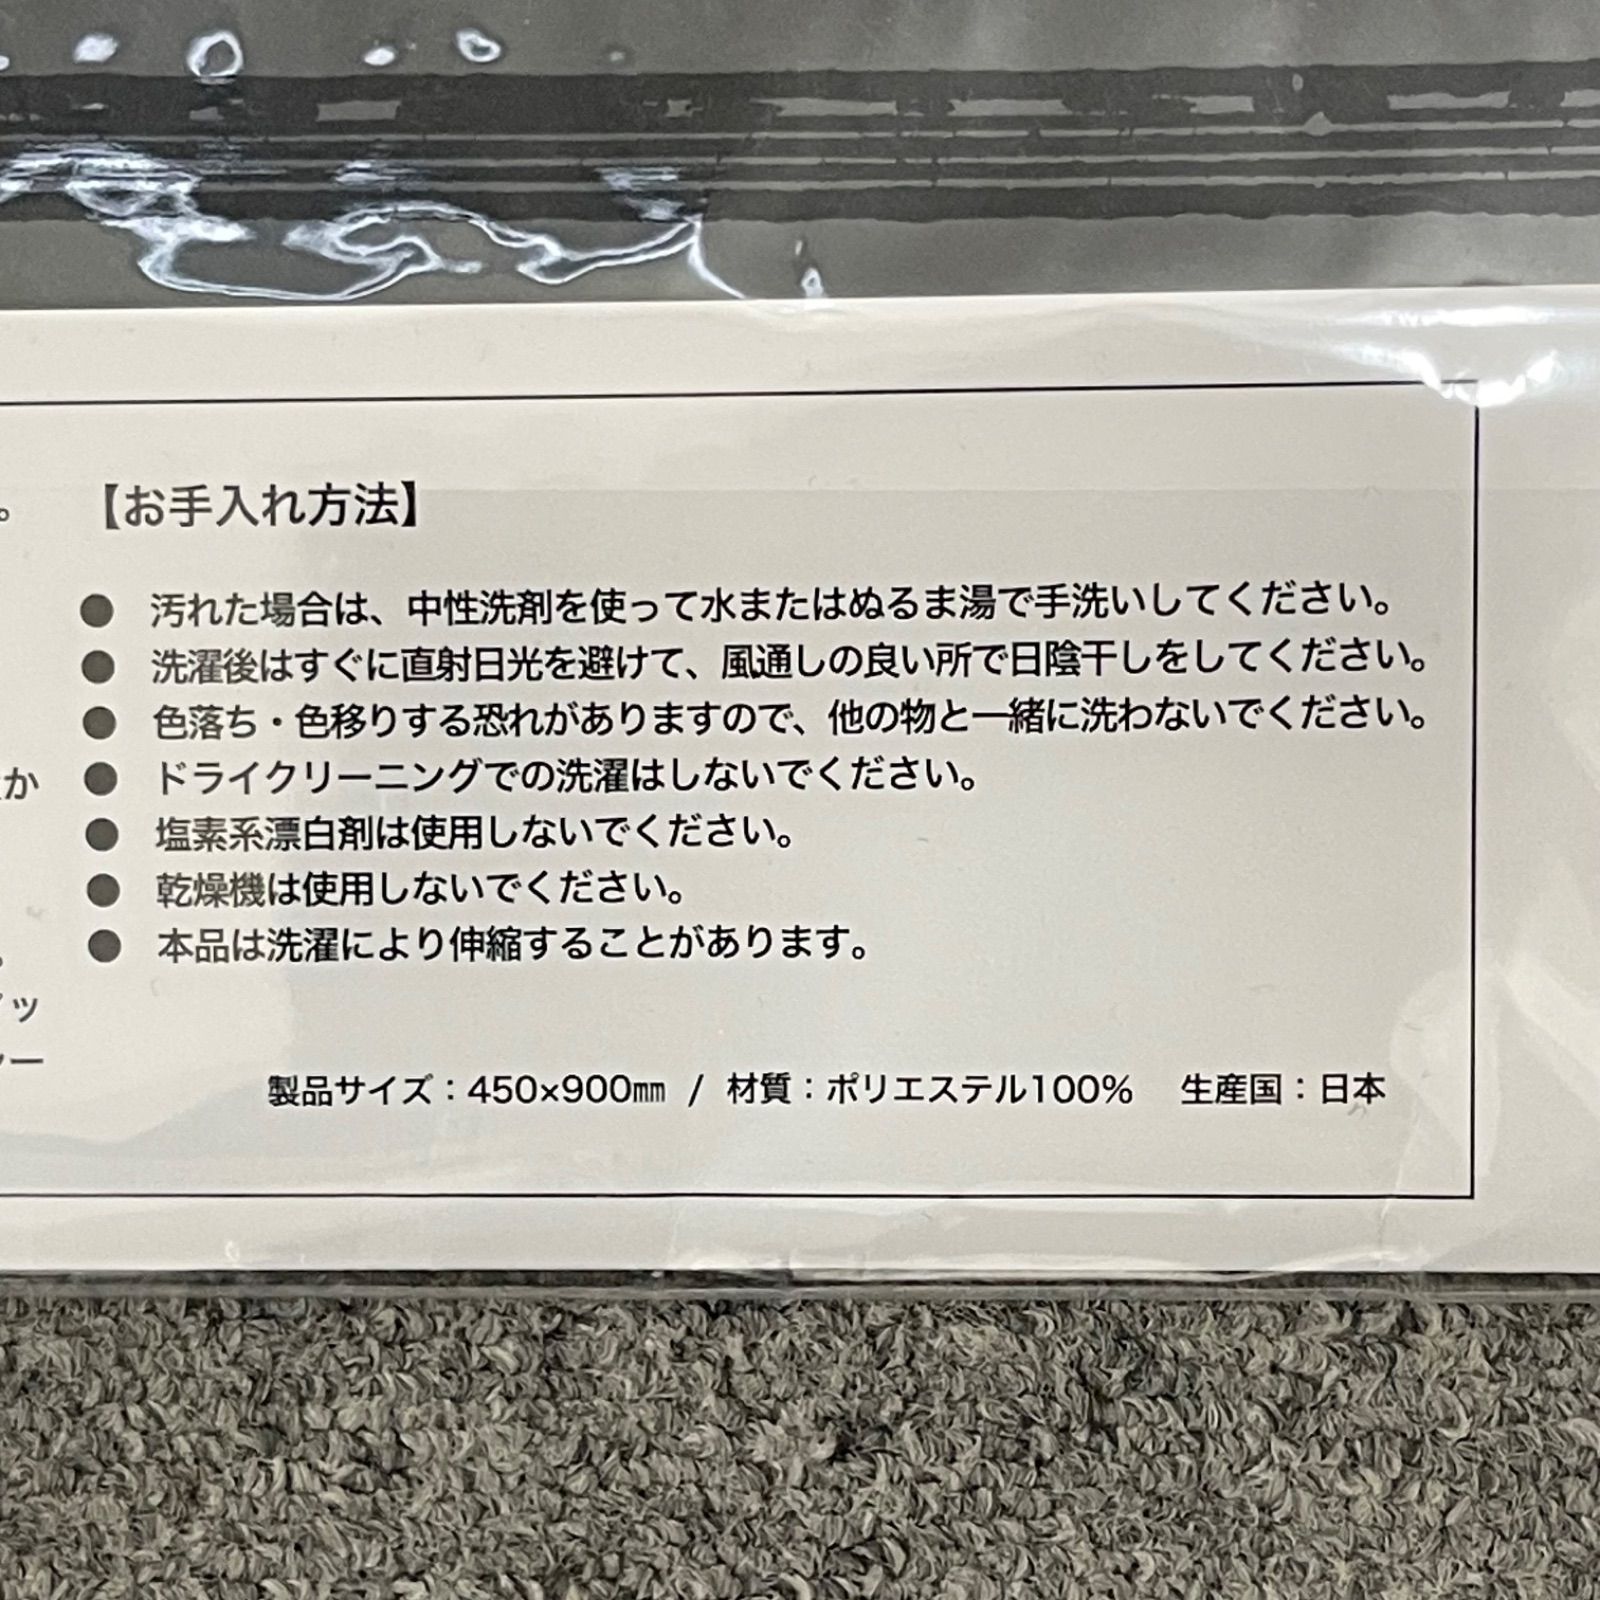 。
【お手入れ方法】
● 汚れた場合は、中性洗剤を使って水またはぬるま湯で手洗いしてください。
● 洗濯後はすぐに直射日光を避けて、風通しの良い所で日陰干しをしてください。
● 色落ち・色移りする恐れがありますので、他の物と一緒に洗わないでください。
か
● ドライクリーニングでの洗濯はしないでください。
● 塩素系漂白剤は使用しないでください。
● 乾燥機は使用しないでください。
。
● 本品は洗濯により伸縮することがあります。
ッ
ー
製品サイズ：450×900㎜ / 材質：ポリエステル100% 生産国：日本